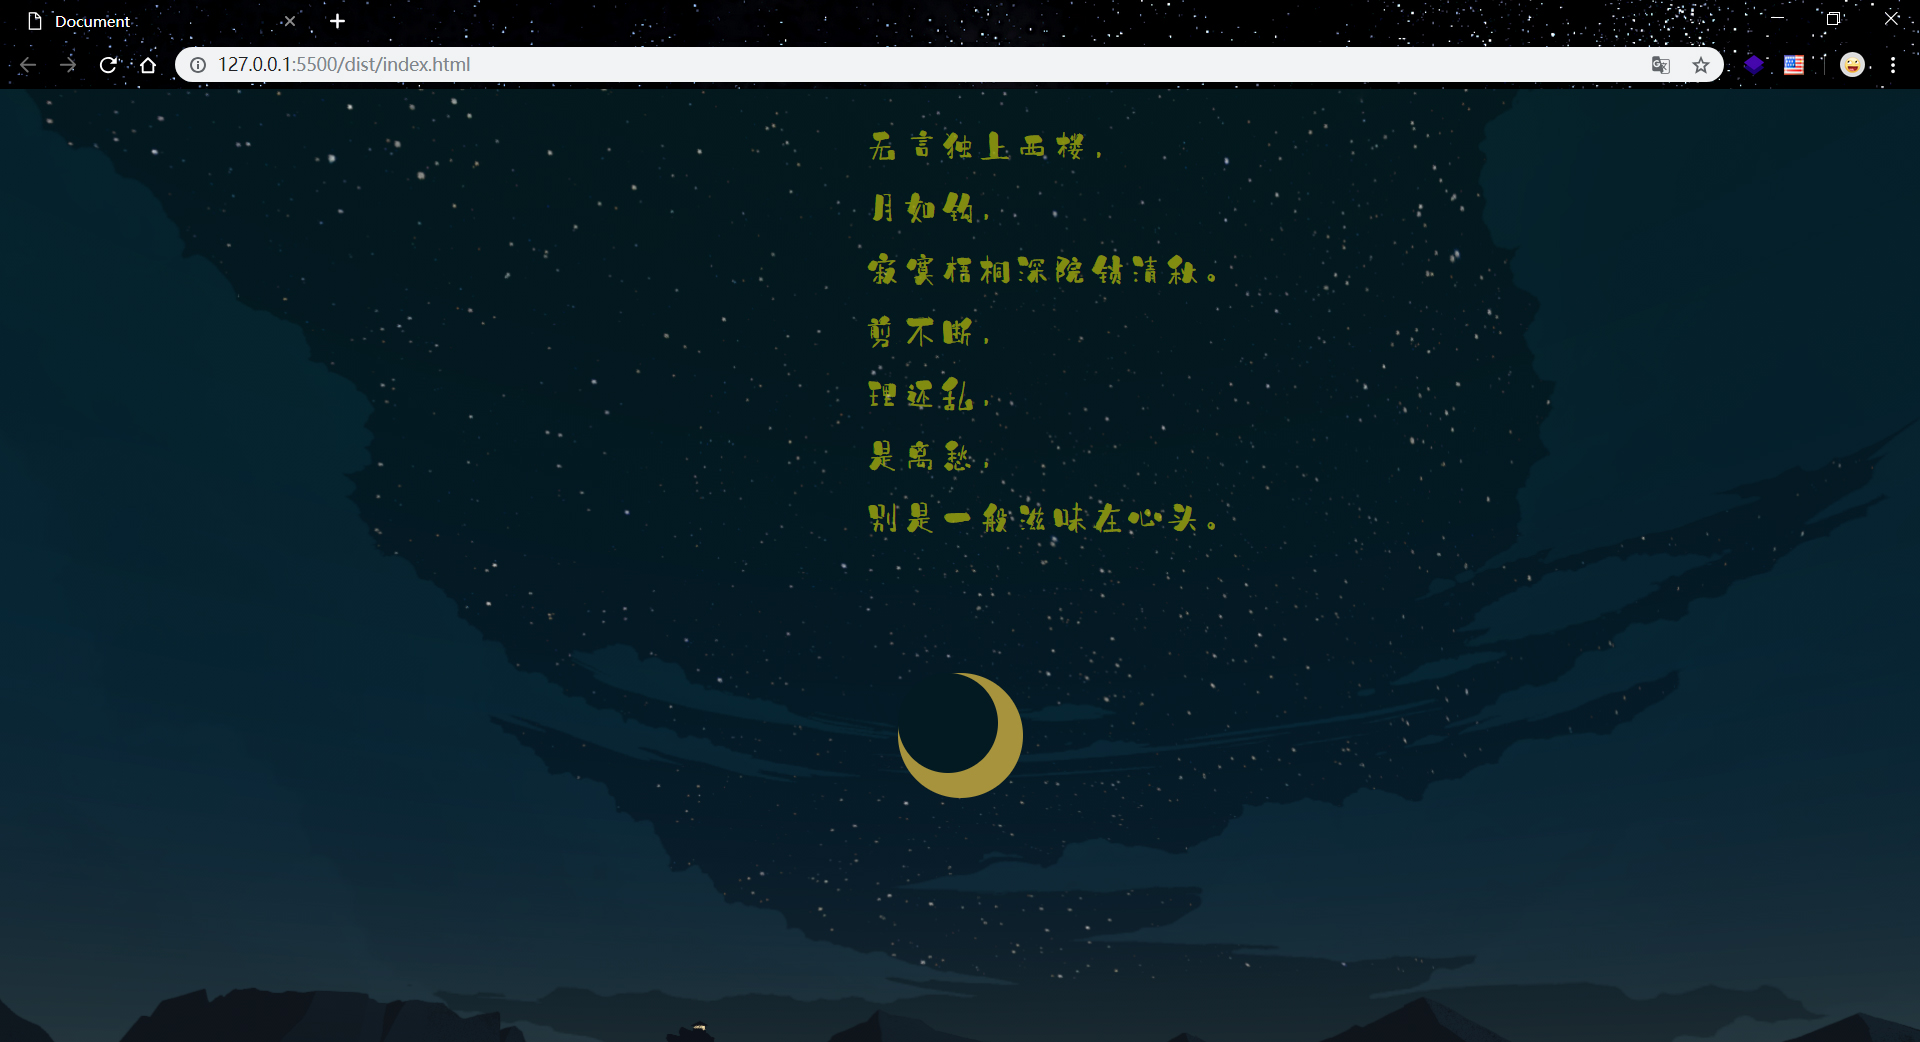 Document
127.0.0.1:5500/dist/index.html
无言独上西楼，
月如钩，
寂寞梧桐深院锁清秋。
剪不断，
理还乱，
是离愁，
别是一般滋味在心头。